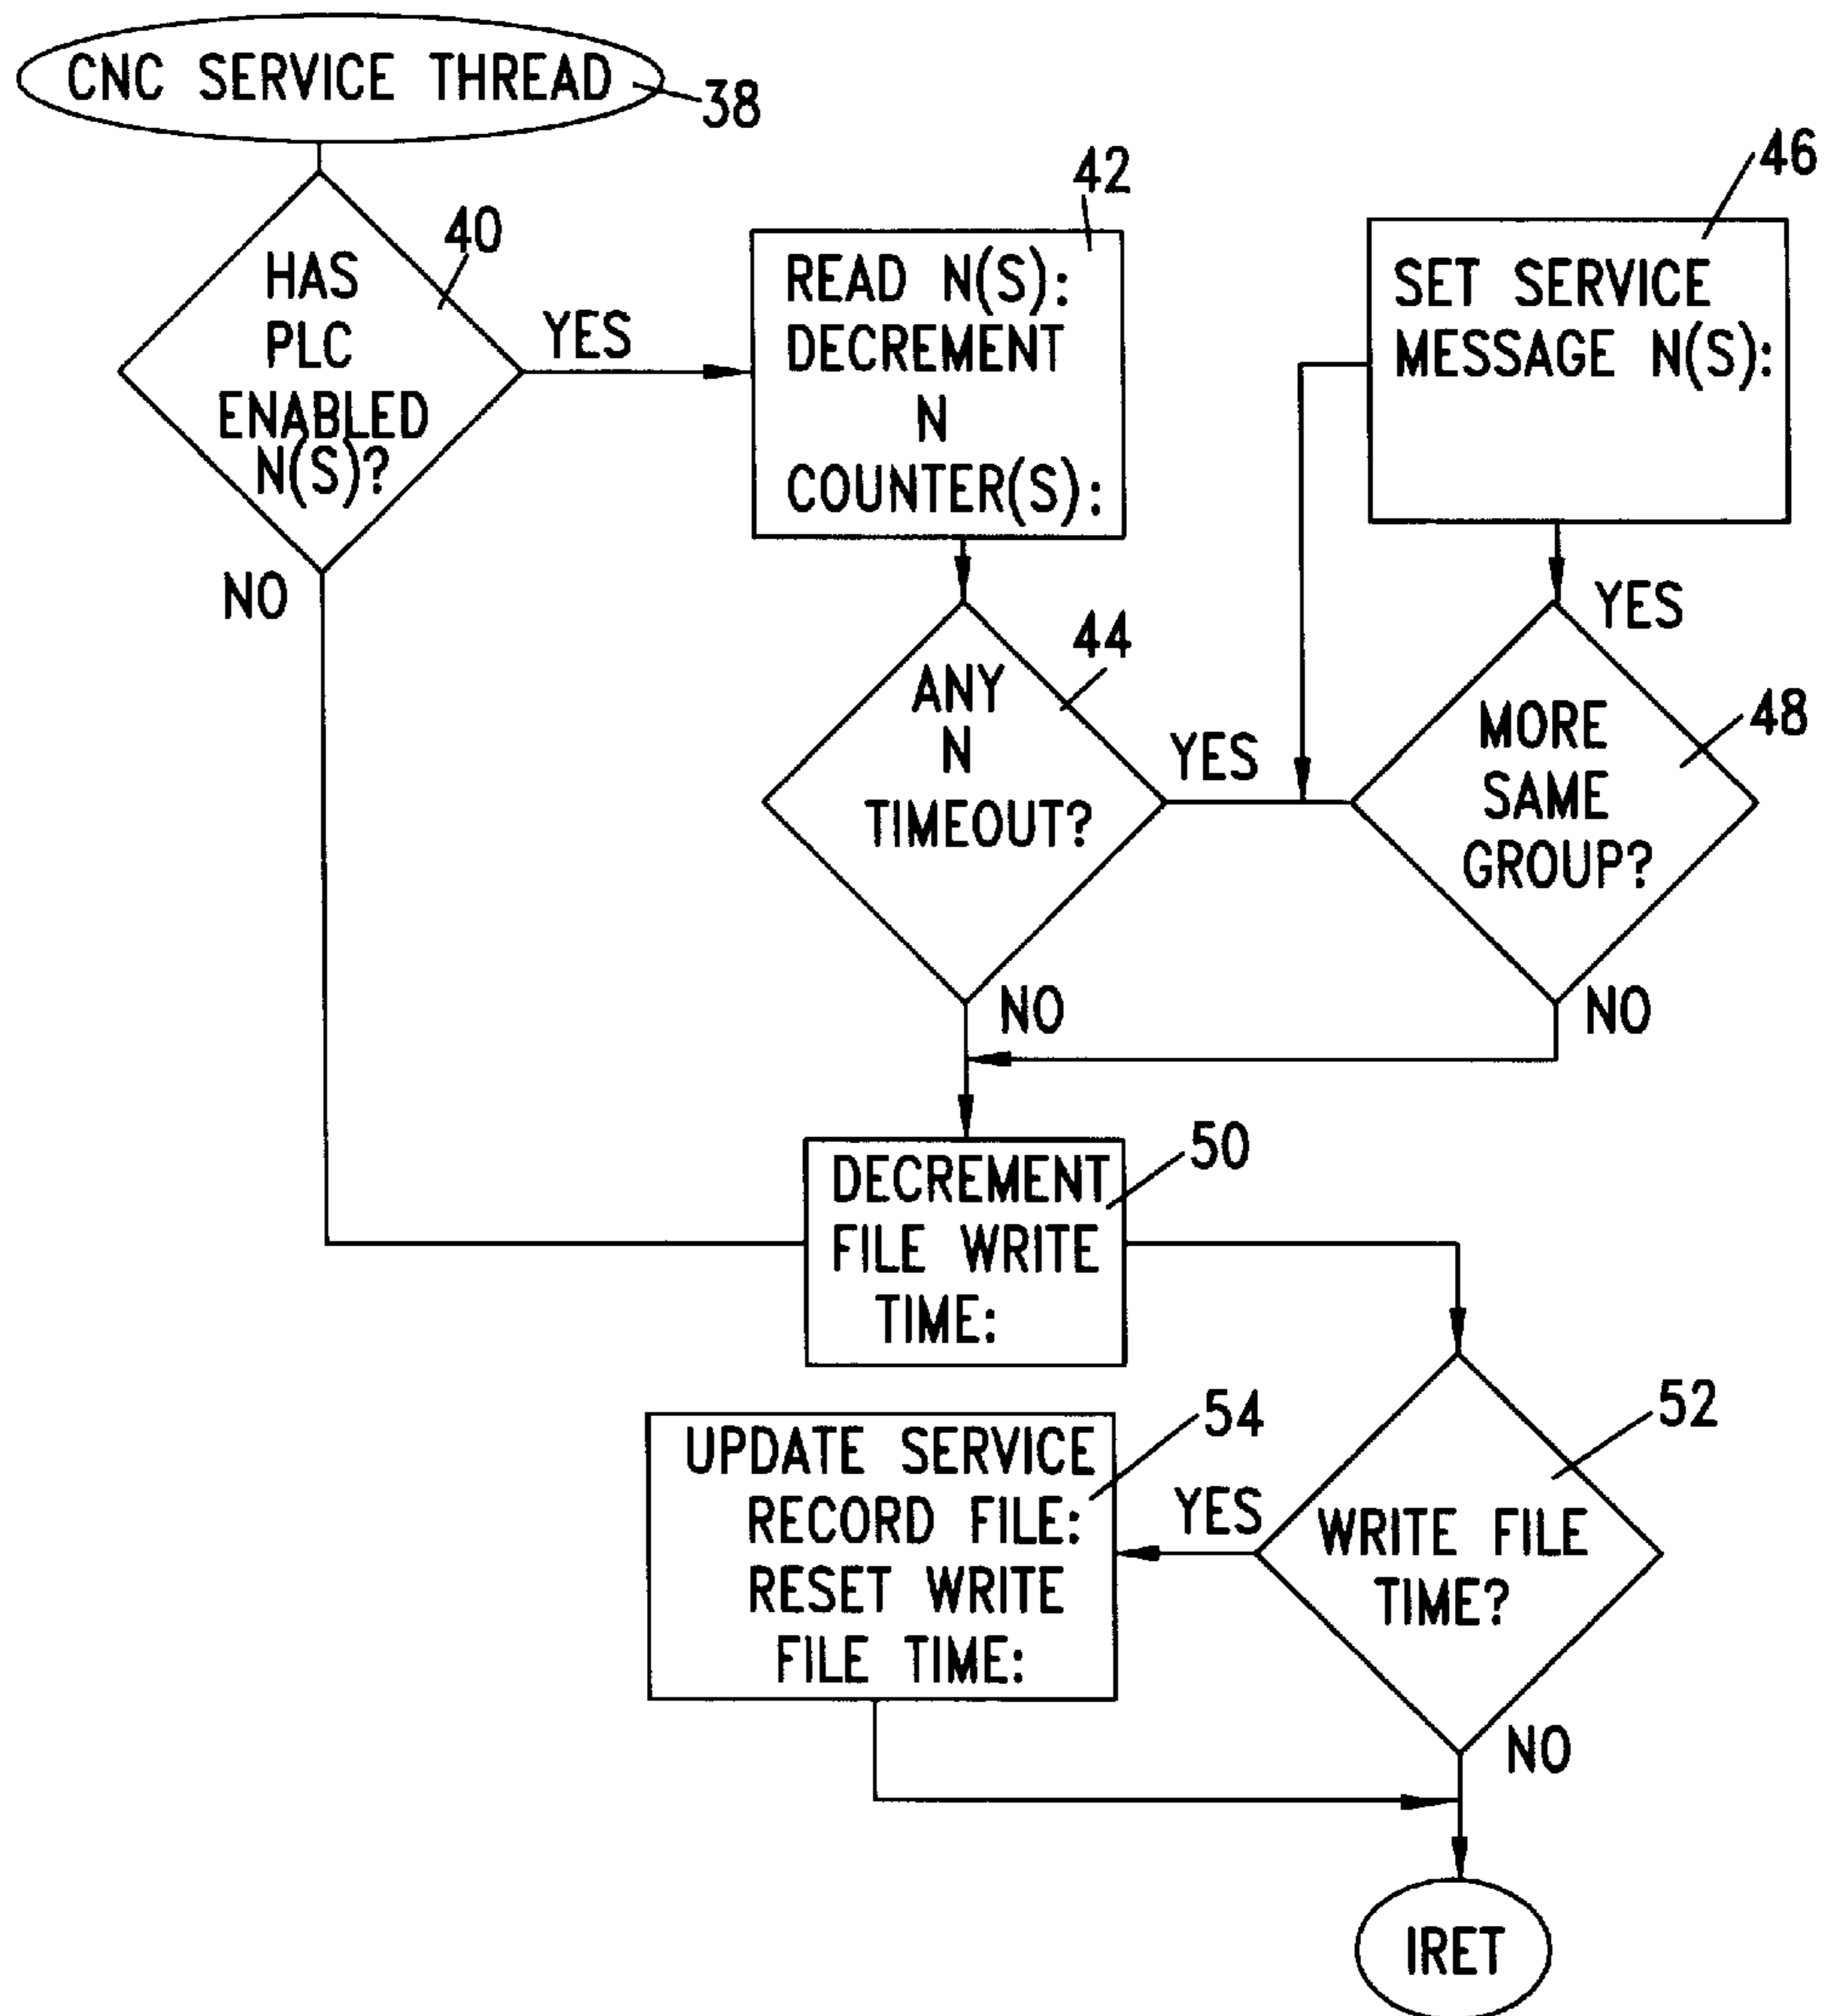 CNC SERVICE THREAD
38
HAS
PLC
ENABLED
N(S)?
40
YES
NO
42
READ N(S):
DECREMENT
N
COUNTER(S):
46
SET SERVICE
MESSAGE N(S):
44
ANY
N
TIMEOUT?
YES
NO
YES
48
MORE
SAME
GROUP?
NO
50
DECREMENT
FILE WRITE
TIME:
52
WRITE FILE
TIME?
YES
NO
54
UPDATE SERVICE
RECORD FILE:
RESET WRITE
FILE TIME:
IRET